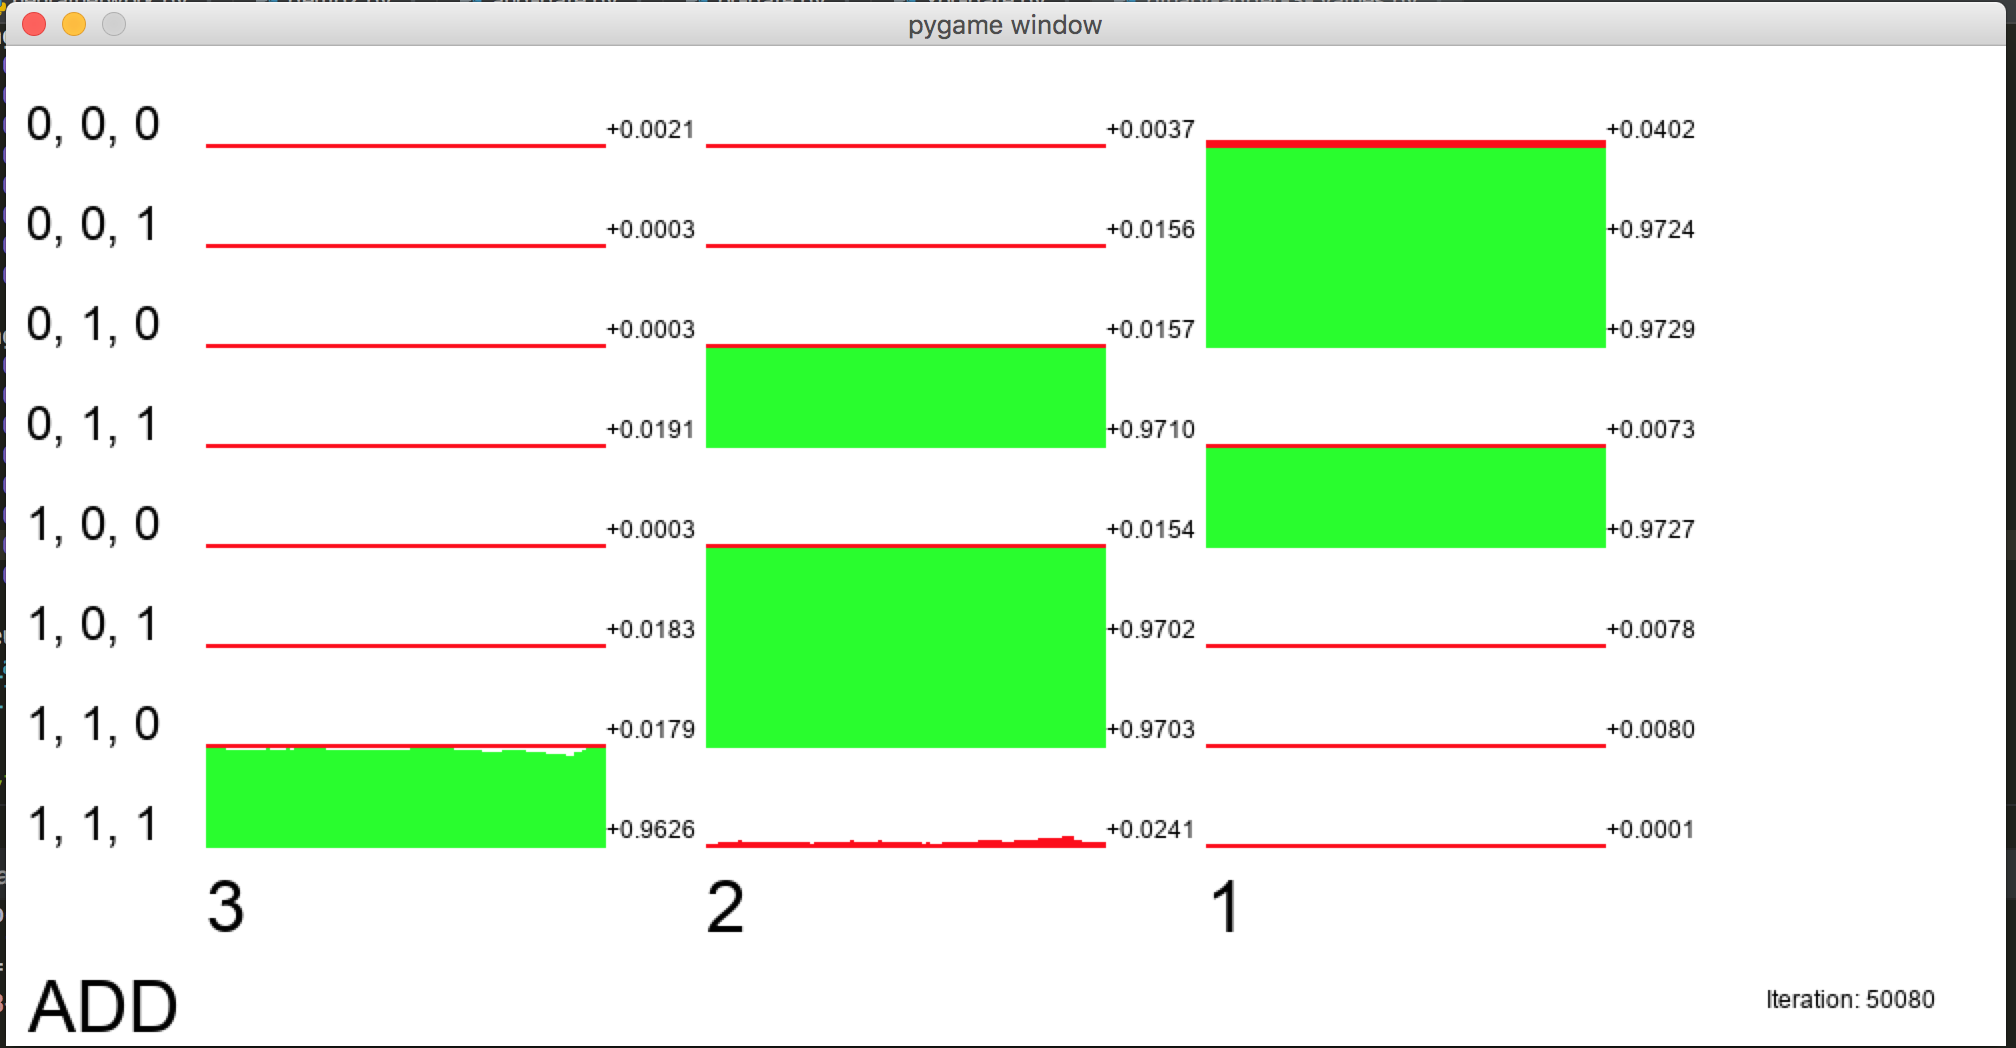 pygame window
0, 0, 0 +0.0021 +0.0037 +0.0402
0, 0, 1 +0.0003 +0.0156 +0.9724
0, 1, 0 +0.0003 +0.0157 +0.9729
0, 1, 1 +0.0191 +0.9710 +0.0073
1, 0, 0 +0.0003 +0.0154 +0.9727
1, 0, 1 +0.0183 +0.9702 +0.0078
1, 1, 0 +0.0179 +0.9703 +0.0080
1, 1, 1 +0.9626 +0.0241 +0.0001
3 2 1
ADD Iteration: 50080